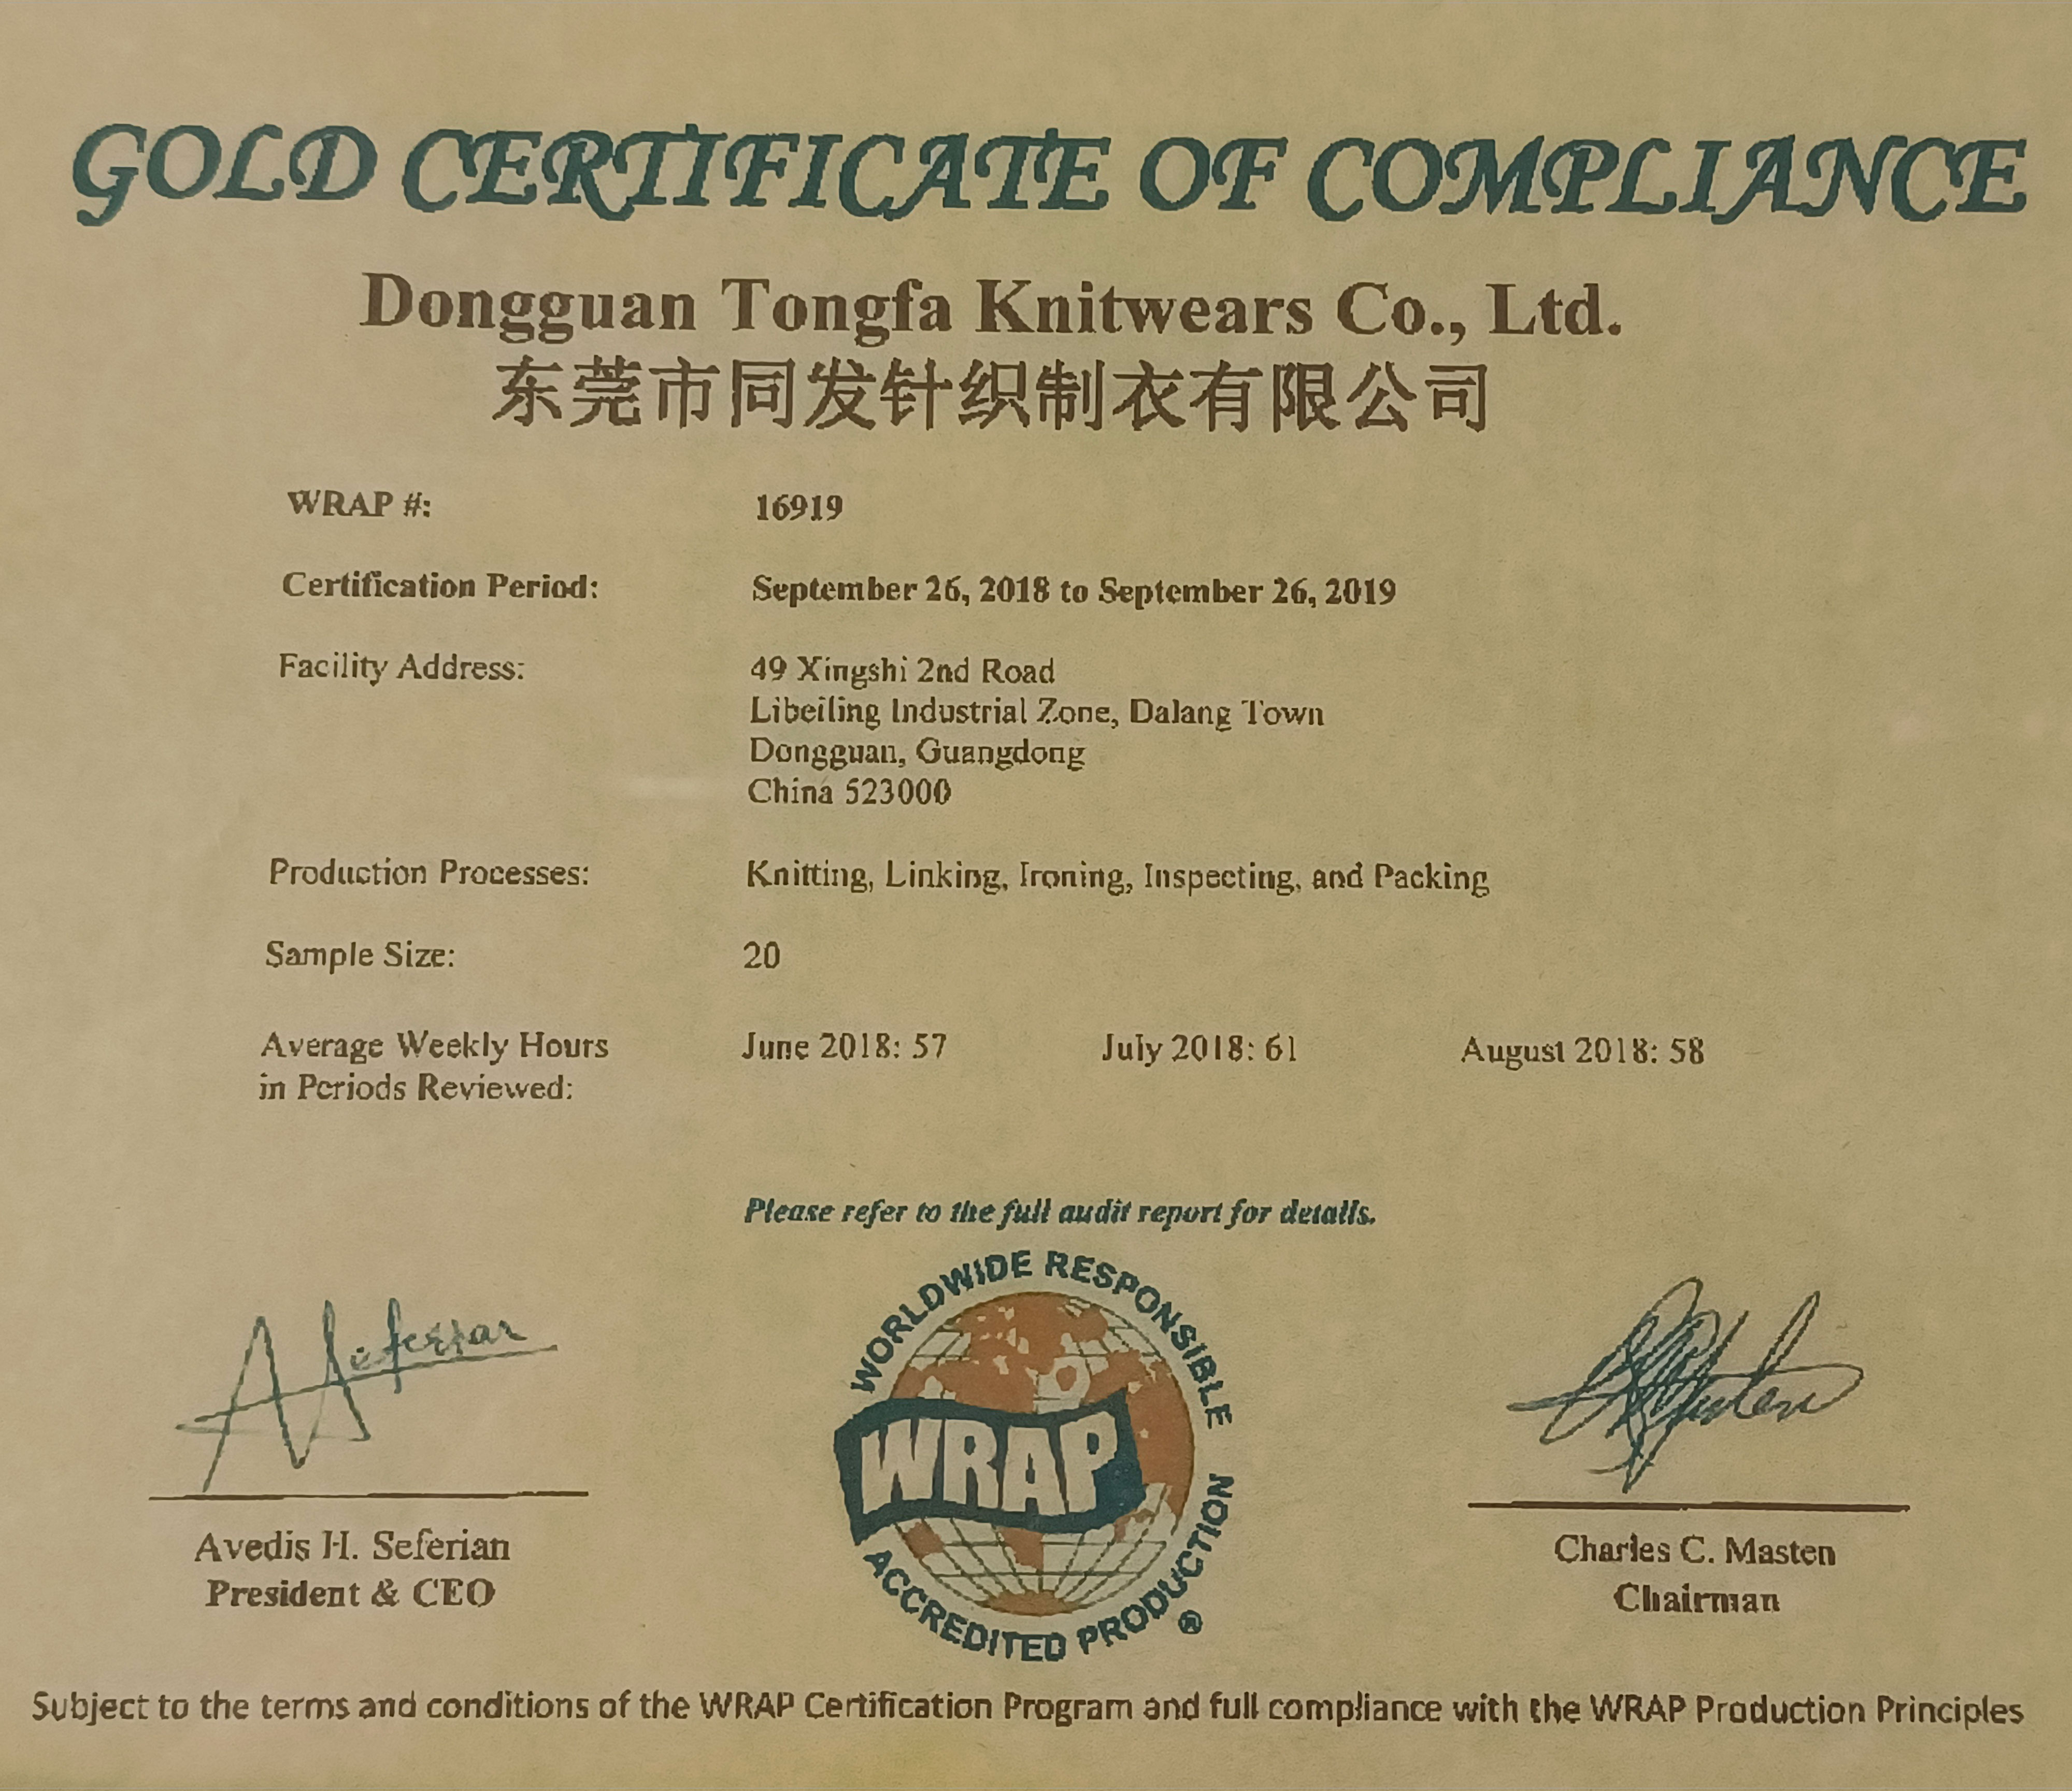 GOLD CERTIFICATE OF COMPLIANCE
Dongguan Tongfa Knitwears Co., Ltd.
东莞市同发针织制衣有限公司
WRAP #: 16919
Certification Period: September 26, 2018 to September 26, 2019
Facility Address: 49 Xingshi 2nd Road
Libeiling Industrial Zone, Dalang Town
Dongguan, Guangdong
China 523000
Production Processes: Knitting, Linking, Ironing, Inspecting, and Packing
Sample Size: 20
Average Weekly Hours June 2018: 57 July 2018: 61 August 2018: 58
in Periods Reviewed:
Please refer to the full audit report for details.
WORLDWIDE RESPONSIBLE
WRAP
ACCREDITED PRODUCTION
®
ASeferian
Avedis H. Seferian
President & CEO
Charles C. Masten
Chairman
Subject to the terms and conditions of the WRAP Certification Program and full compliance with the WRAP Production Principles